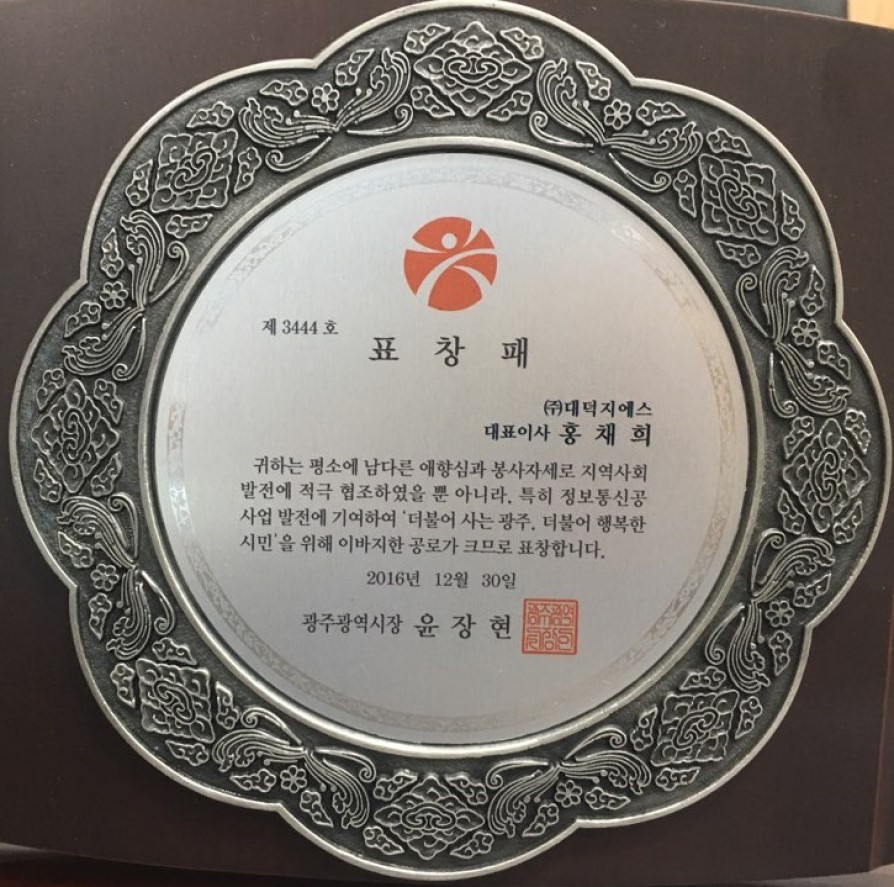 제 3444 호
표 창 패
㈜대덕지에스
대표이사 홍 채 희
귀하는 평소에 남다른 애향심과 봉사자세로 지역사회
발전에 적극 협조하였을 뿐 아니라, 특히 정보통신공
사업 발전에 기여하여 '더불어 사는 광주, 더불어 행복한
시민'을 위해 이바지한 공로가 크므로 표창합니다.
2016년 12월 30일
광주광역시장 윤 장 현